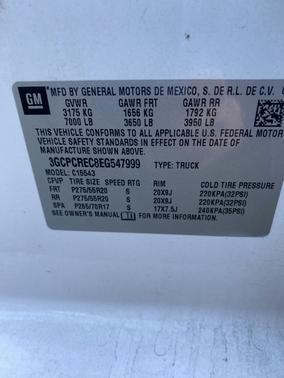 GM
MFD BY GENERAL MOTORS DE MEXICO, S. DE R.L. DE C.V.
GVWR GAWR FRT GAWR RR
3175 KG 1656 KG 1792 KG
7000 LB 3650 LB 3950 LB
THIS VEHICLE CONFORMS TO ALL APPLICABLE U.S. FEDERAL MOTOR
VEHICLE SAFETY STANDARDS IN EFFECT ON THE DATE OF
MANUFACTURE SHOWN ABOVE.
3GCPCREC8EG547999 TYPE: TRUCK
MODEL: C15543
CFVP TIRE SIZE SPEED RTG RIM COLD TIRE PRESSURE
FRT P275/55R20 S 20X9J 220KPA(32PSI)
RR P275/55R20 S 20X9J 220KPA(32PSI)
SPA P265/70R17 S 17X7.5J 240KPA(35PSI)
SEE OWNER'S MANUAL FOR ADDITIONAL INFORMATION.